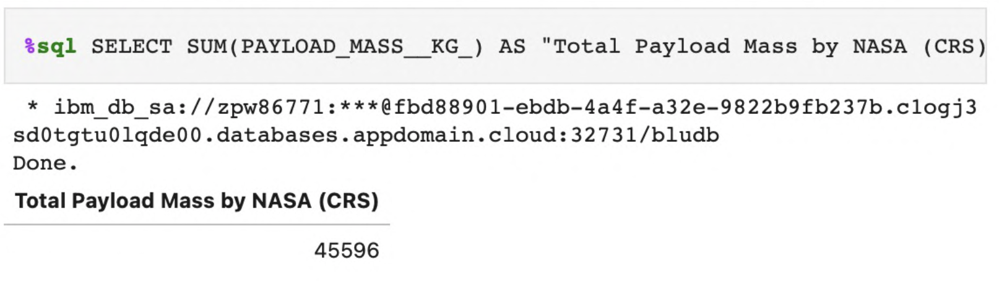 %sql SELECT SUM(PAYLOAD_MASS__KG_) AS "Total Payload Mass by NASA (CRS)
* ibm_db_sa://zpw86771:***@fbd88901-ebdb-4a4f-a32e-9822b9fb237b.c1ogj3
sd0tgtu0lqde00.databases.appdomain.cloud:32731/bludb
Done.
Total Payload Mass by NASA (CRS)
45596